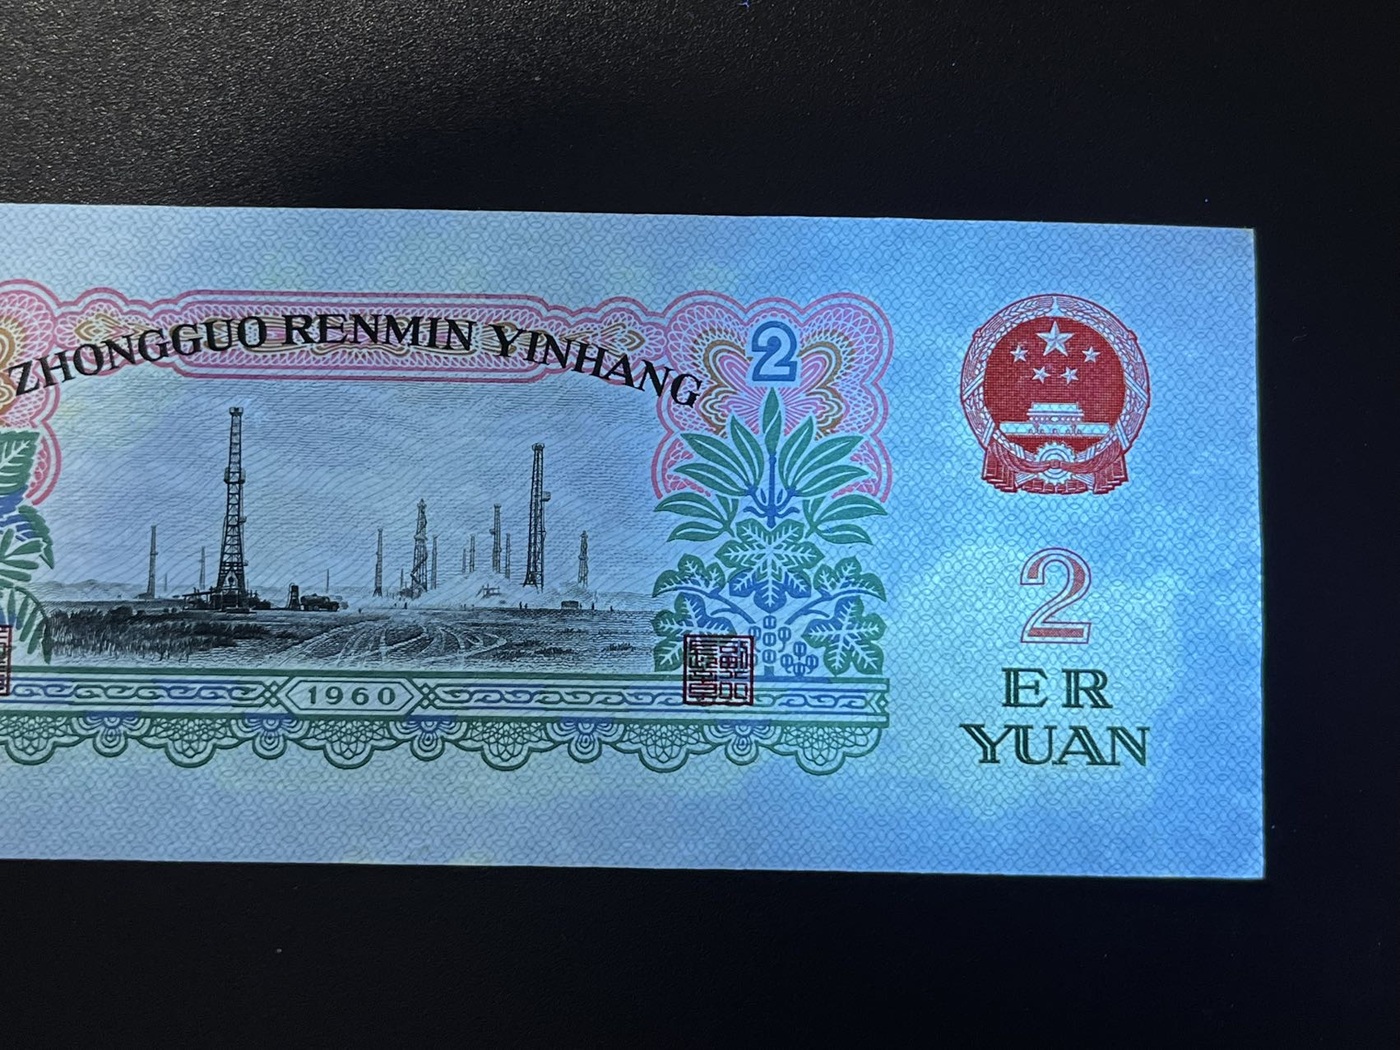 ZHONGGUO RENMIN YINHANG
2
2
ER
YUAN
1960